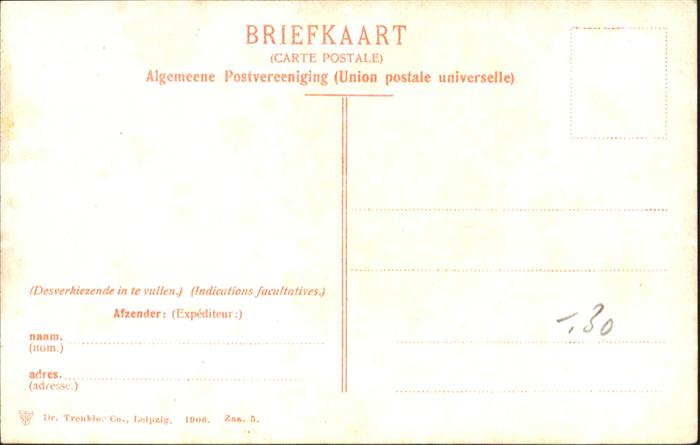 BRIEFKAART
(CARTE POSTALE)
Algemeene Postvereeniging (Union postale universelle)
(Desverkiezende in te vullen.) (Indications facultatives.)
Afzender: (Expéditeur:)
naam.
(nom.)
adres.
(adresse.)
-.30
Dr. Trenkler Co., Leipzig. 1906. Zaa. 5.